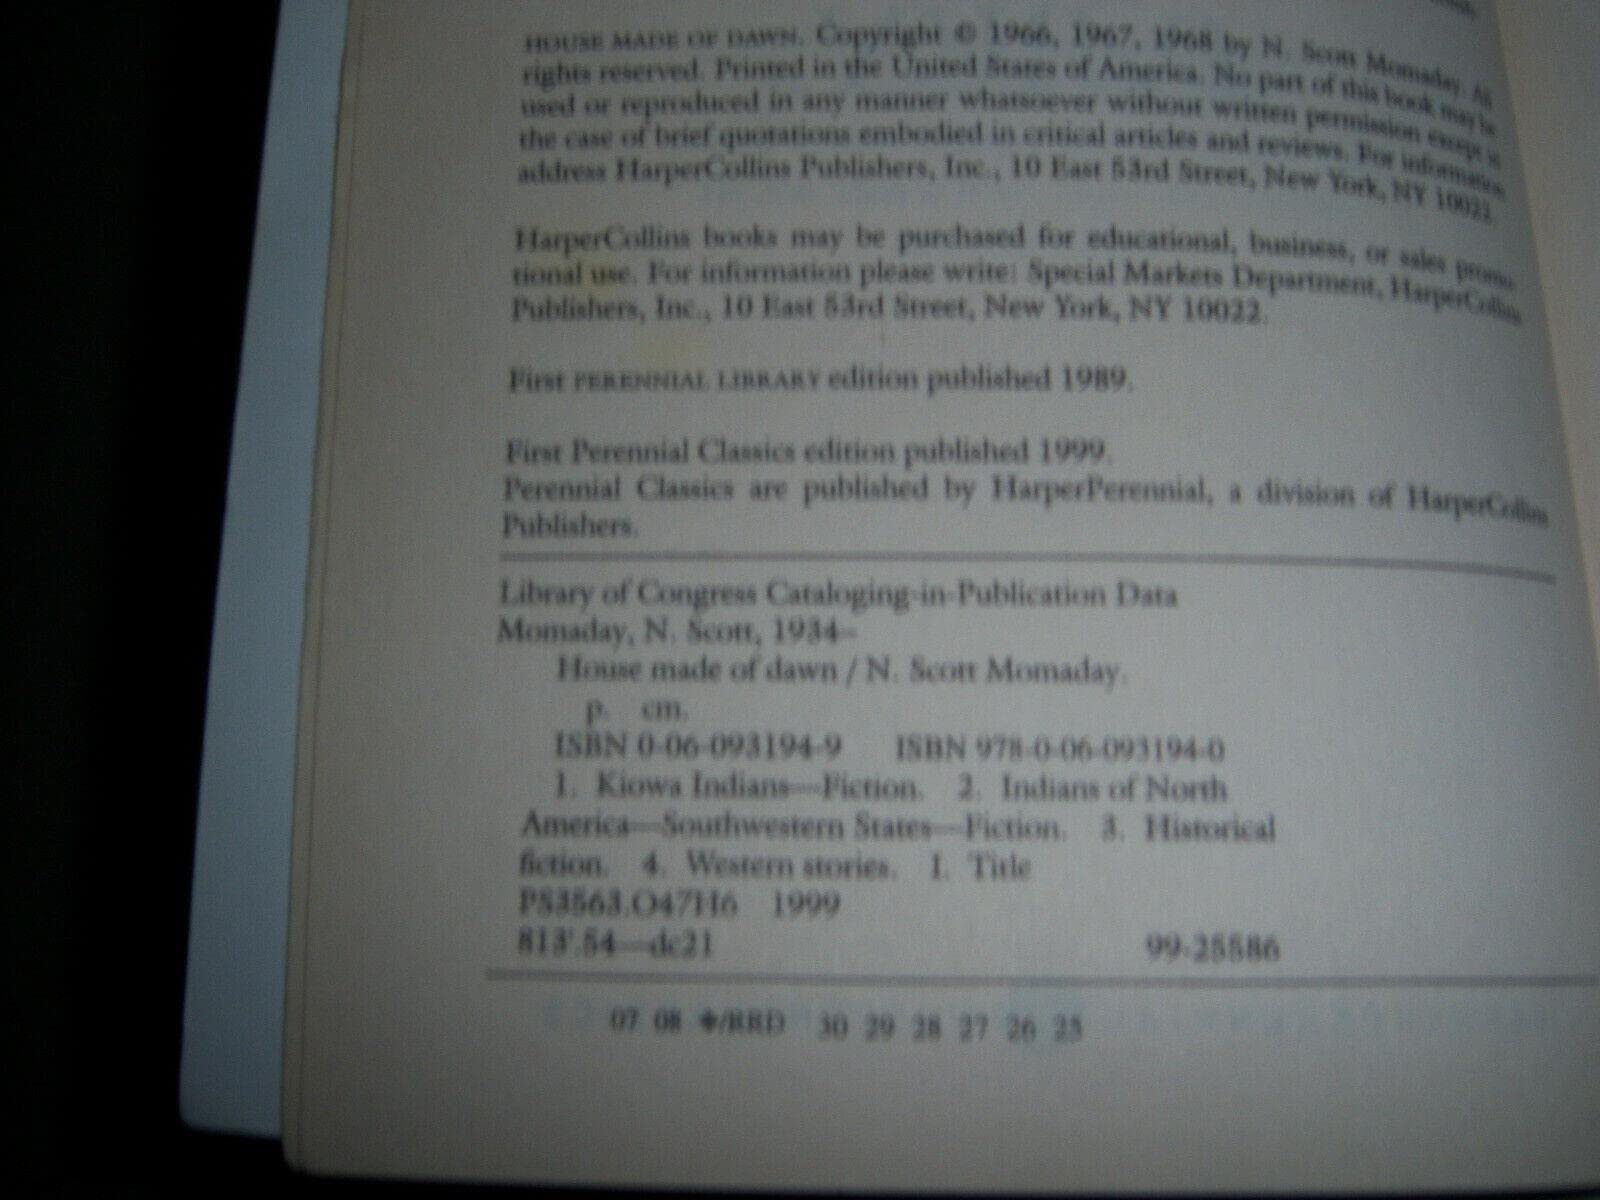 HOUSE MADE OF DAWN. Copyright © 1966, 1967, 1968 by N. Scott Momaday. All
rights reserved. Printed in the United States of America. No part of this book may be
used or reproduced in any manner whatsoever without written permission except in
the case of brief quotations embodied in critical articles and reviews. For information
address HarperCollins Publishers, Inc., 10 East 53rd Street, New York, NY 10022.
HarperCollins books may be purchased for educational, business, or sales promo-
tional use. For information please write: Special Markets Department, HarperCollins
Publishers, Inc., 10 East 53rd Street, New York, NY 10022.
First PERENNIAL LIBRARY edition published 1989.
First Perennial Classics edition published 1999.
Perennial Classics are published by HarperPerennial, a division of HarperCollins
Publishers.
Library of Congress Cataloging-in-Publication Data
Momaday, N. Scott, 1934–
House made of dawn / N. Scott Momaday.
p. cm.
ISBN 0-06-093194-9 ISBN 978-0-06-093194-0
1. Kiowa Indians—Fiction. 2. Indians of North
America—Southwestern States—Fiction. 3. Historical
fiction. 4. Western stories. I. Title
PS3563.O47H6 1999
813'.54—dc21 99-25586
07 08 ❖/RRD 30 29 28 27 26 25